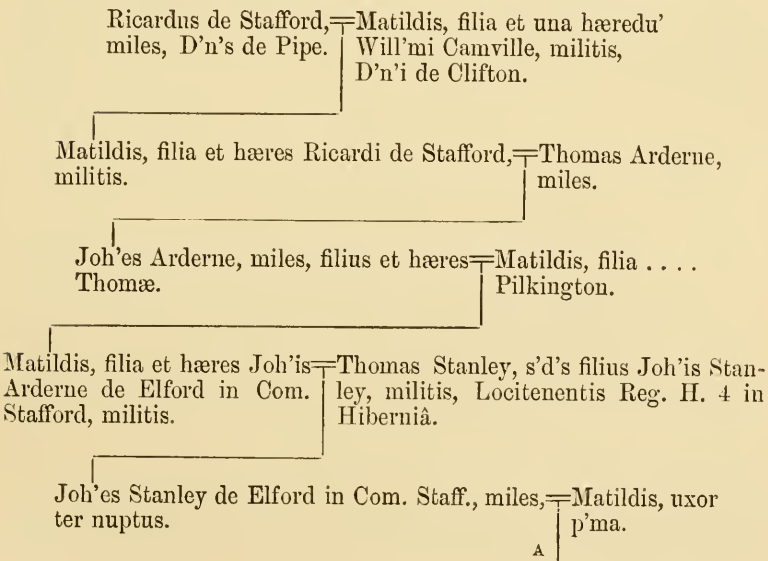 Ricardus de Stafford, Matildis, filia et una hæredu'
miles, D'n's de Pipe. Will'mi Camville, militis,
D'n'i de Clifton.
Matildis, filia et hæres Ricardi de Stafford, Thomas Arderne,
militis. miles.
Joh'es Arderne, miles, filius et hæres Matildis, filia . . . .
Thomæ. Pilkington.
Matildis, filia et hæres Joh'is Thomas Stanley, s'd's filius Joh'is Stan-
Arderne de Elford in Com. ley, militis, Locitenentis Reg. H. 4 in
Stafford, militis. Hiberniâ.
Joh'es Stanley de Elford in Com. Staff., miles, Matildis, uxor
ter nuptus. p'ma.
A